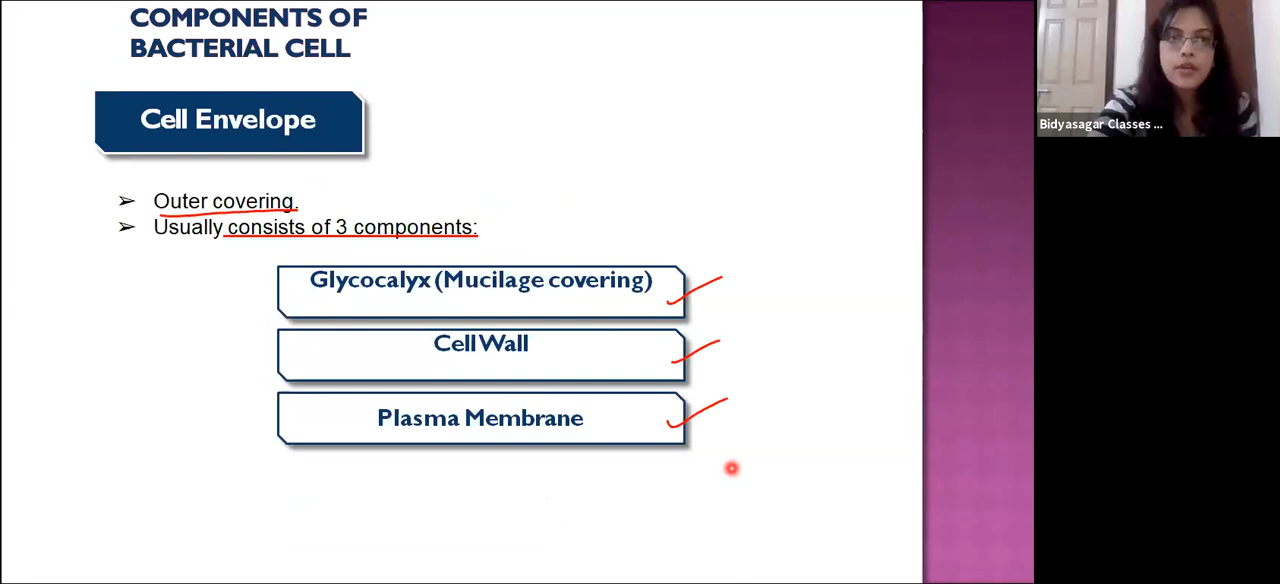 COMPONENTS OF
BACTERIAL CELL
Cell Envelope
➢ Outer covering.
➢ Usually consists of 3 components:
Glycocalyx (Mucilage covering)
Cell Wall
Plasma Membrane
Bidyasagar Classes ...